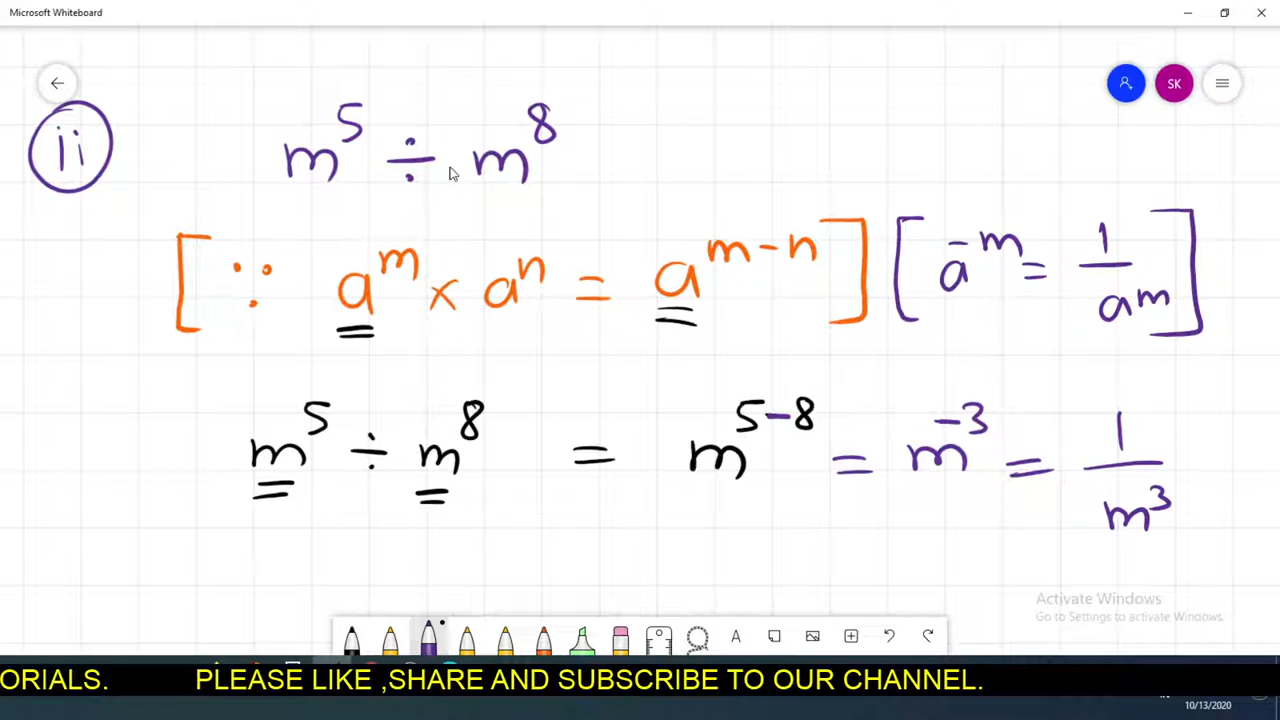 Microsoft Whiteboard
SK
ii m⁵ ÷ m⁸
[∵ aᵐ × aⁿ = aᵐ⁻ⁿ] [a⁻ᵐ = 1/aᵐ]
m⁵ ÷ m⁸ = m⁵⁻⁸ = m⁻³ = 1/m³
Activate Windows
Go to Settings to activate Windows.
A
ORIALS. PLEASE LIKE ,SHARE AND SUBSCRIBE TO OUR CHANNEL.
10/13/2020